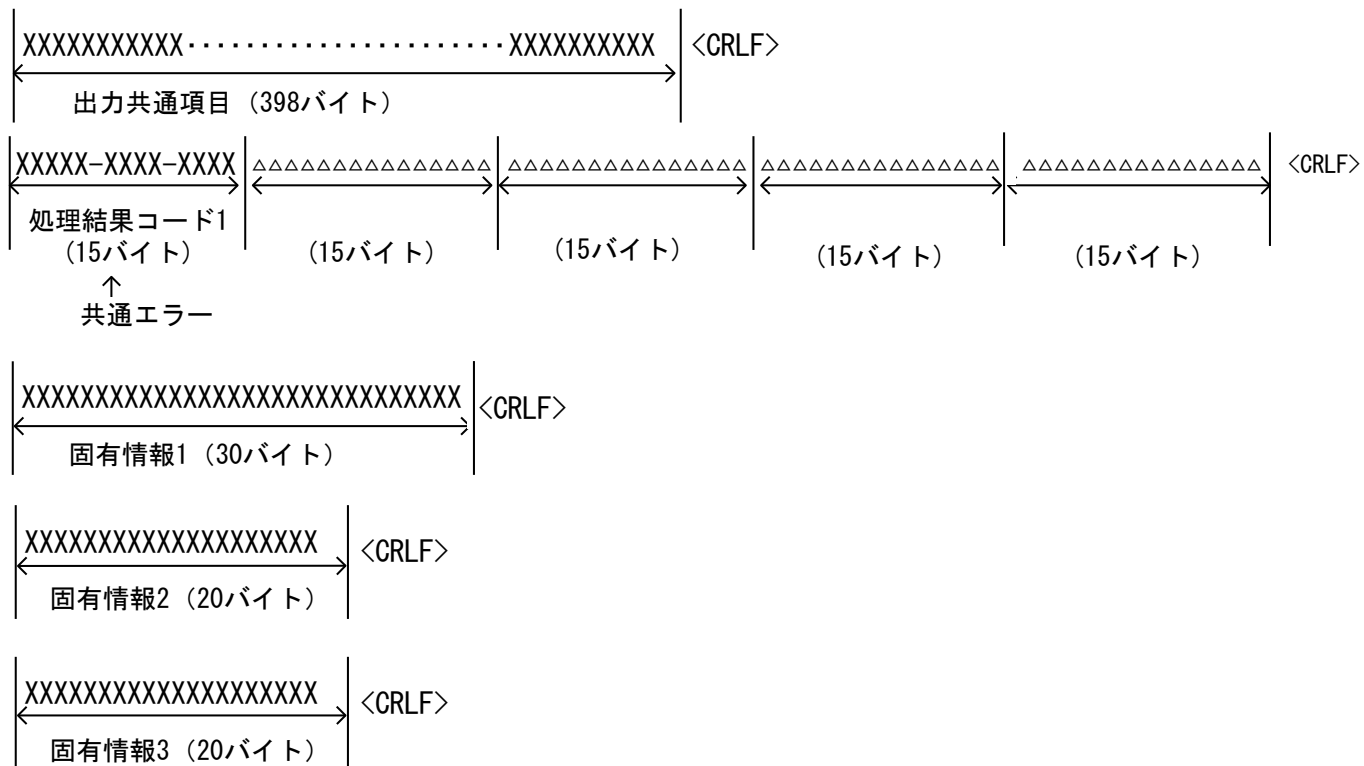 XXXXXXXXXXX・・・・・・・・・・・・・・・・・・・・・・XXXXXXXXXX <CRLF>
出力共通項目（398バイト）
XXXXX-XXXX-XXXX △△△△△△△△△△△△△△△ △△△△△△△△△△△△△△△ △△△△△△△△△△△△△△△ △△△△△△△△△△△△△△△ <CRLF>
処理結果コード1
（15バイト） （15バイト） （15バイト） （15バイト） （15バイト）
↑
共通エラー
XXXXXXXXXXXXXXXXXXXXXXXXXXXXXX <CRLF>
固有情報1（30バイト）
XXXXXXXXXXXXXXXXXXXX <CRLF>
固有情報2（20バイト）
XXXXXXXXXXXXXXXXXXXX <CRLF>
固有情報3（20バイト）